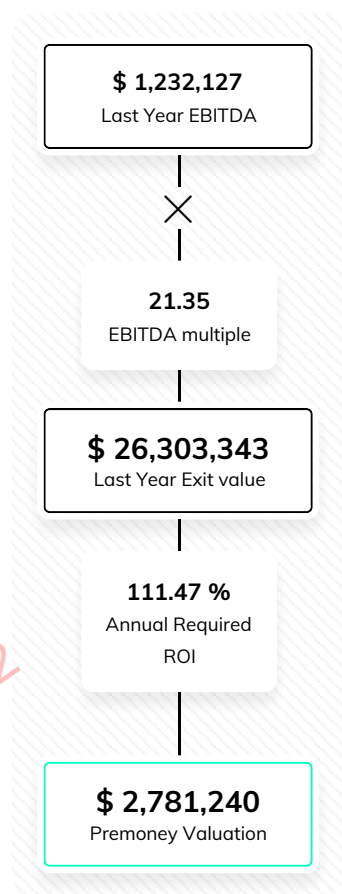 $ 1,232,127
Last Year EBITDA
21.35
EBITDA multiple
$ 26,303,343
Last Year Exit value
111.47 %
Annual Required
ROI
$ 2,781,240
Premoney Valuation